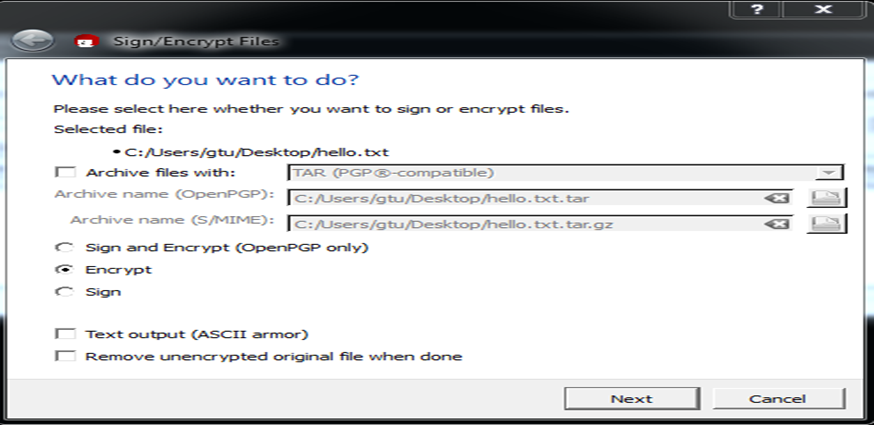 ?
Sign/Encrypt Files
What do you want to do?
Please select here whether you want to sign or encrypt files.
Selected file:
• C:/Users/gtu/Desktop/hello.txt
Archive files with: TAR (PGP®-compatible)
Archive name (OpenPGP): C:/Users/gtu/Desktop/hello.txt.tar
Archive name (S/MIME): C:/Users/gtu/Desktop/hello.txt.tar.gz
Sign and Encrypt (OpenPGP only)
Encrypt
Sign
Text output (ASCII armor)
Remove unencrypted original file when done
Next Cancel